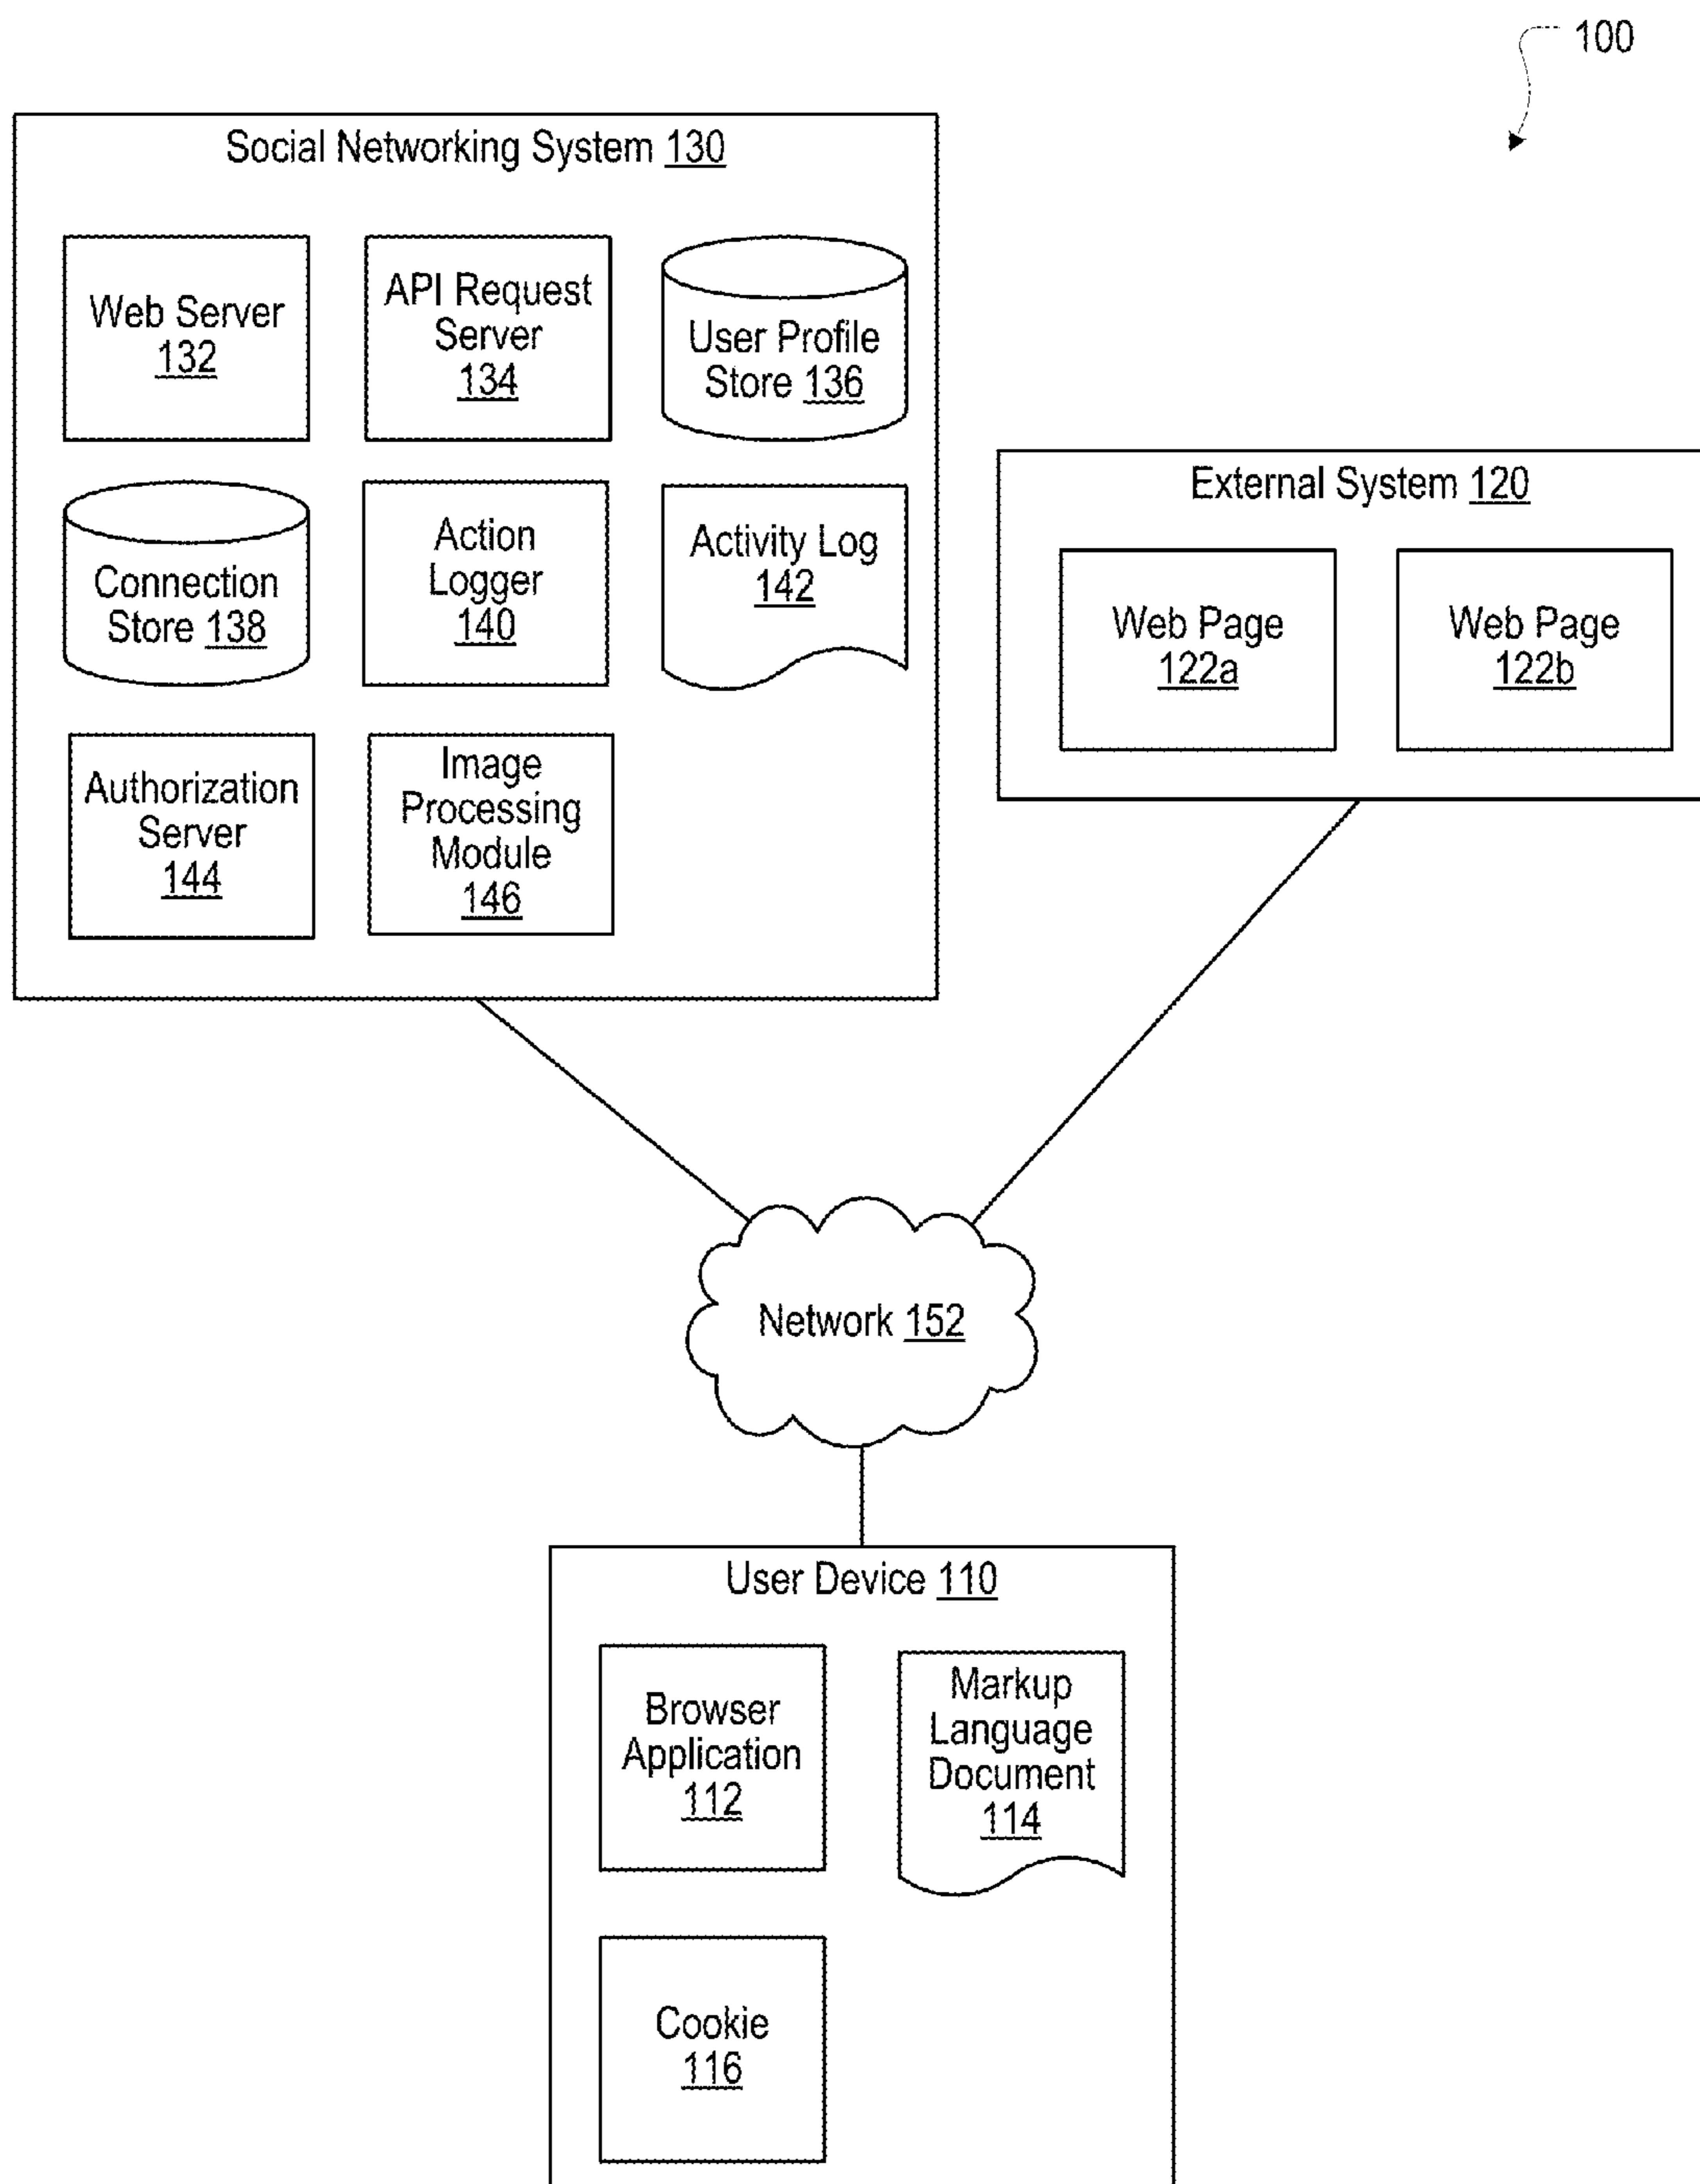 100
Social Networking System 130
Web Server
132
API Request
Server
134
User Profile
Store 136
Connection
Store 138
Action
Logger
140
Activity Log
142
Authorization
Server
144
Image
Processing
Module
146
External System 120
Web Page
122a
Web Page
122b
Network 152
User Device 110
Browser
Application
112
Markup
Language
Document
114
Cookie
116